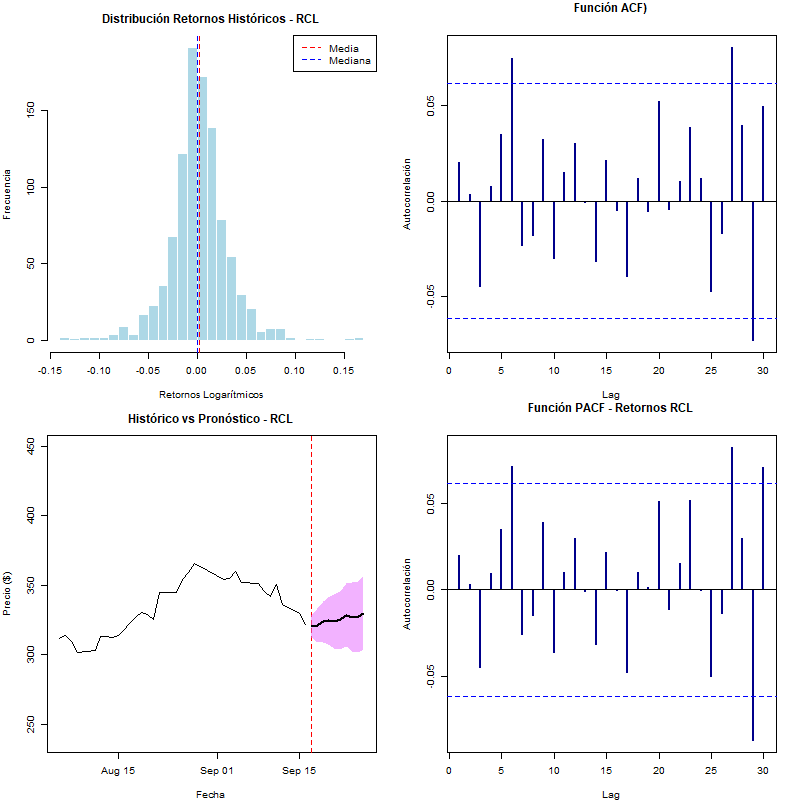 Distribución Retornos Históricos - RCL
Media
Mediana
Frecuencia
150
100
50
0
-0.15
-0.10
-0.05
0.00
0.05
0.10
0.15
Retornos Logarítmicos
Función ACF)
Autocorrelación
0.05
0.00
-0.05
0
5
10
15
20
25
30
Lag
Histórico vs Pronóstico - RCL
Precio ($)
450
400
350
300
250
Aug 15
Sep 01
Sep 15
Fecha
Función PACF - Retornos RCL
Autocorrelación
0.05
0.00
-0.05
0
5
10
15
20
25
30
Lag